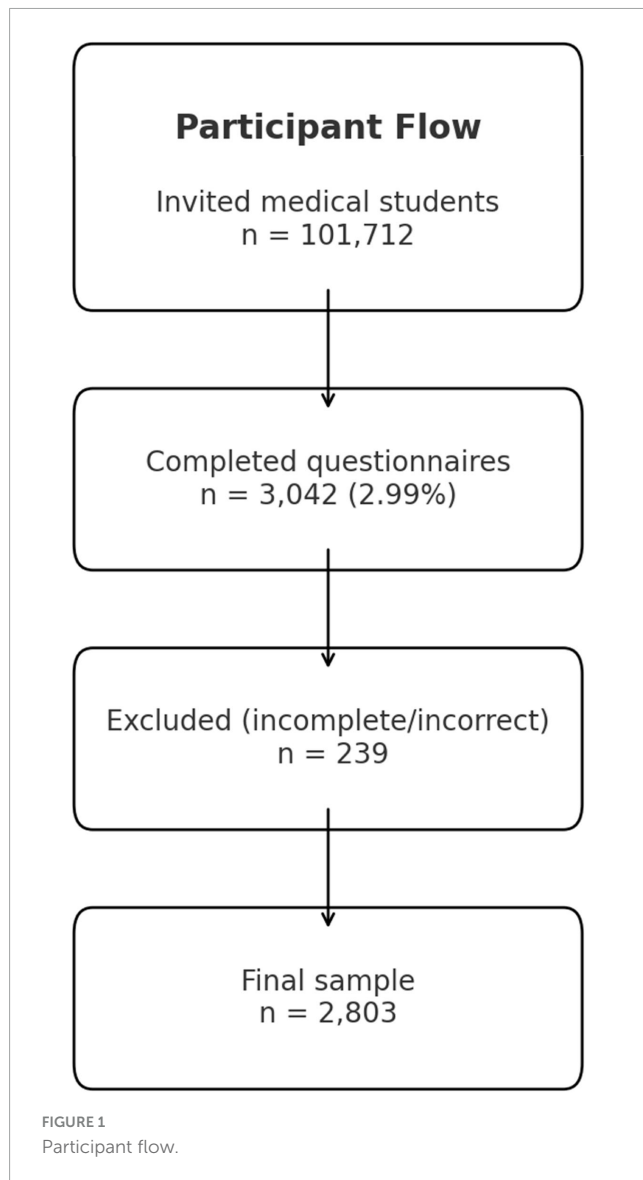 Participant Flow
Invited medical students
n = 101,712
Completed questionnaires
n = 3,042 (2.99%)
Excluded (incomplete/incorrect)
n = 239
Final sample
n = 2,803
FIGURE 1
Participant flow.